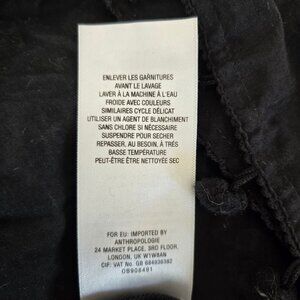 ENLEVER LES GARNITURES
AVANT LE LAVAGE
LAVER À LA MACHINE À L'EAU
FROIDE AVEC COULEURS
SIMILAIRES CYCLE DÉLICAT
UTILISER UN AGENT DE BLANCHIMENT
SANS CHLORE SI NÉCESSAIRE
SUSPENDRE POUR SECHER
REPASSER, AU BESOIN, À TRÈS
BASSE TEMPÉRATURE
PEUT-ÊTRE ÊTRE NETTOYÉE SEC
FOR EU: IMPORTED BY
ANTHROPOLOGIE
24 MARKET PLACE, 3RD FLOOR,
LONDON, UK W1W8AN
CIF: VAT No. GB 684936382
OB908491